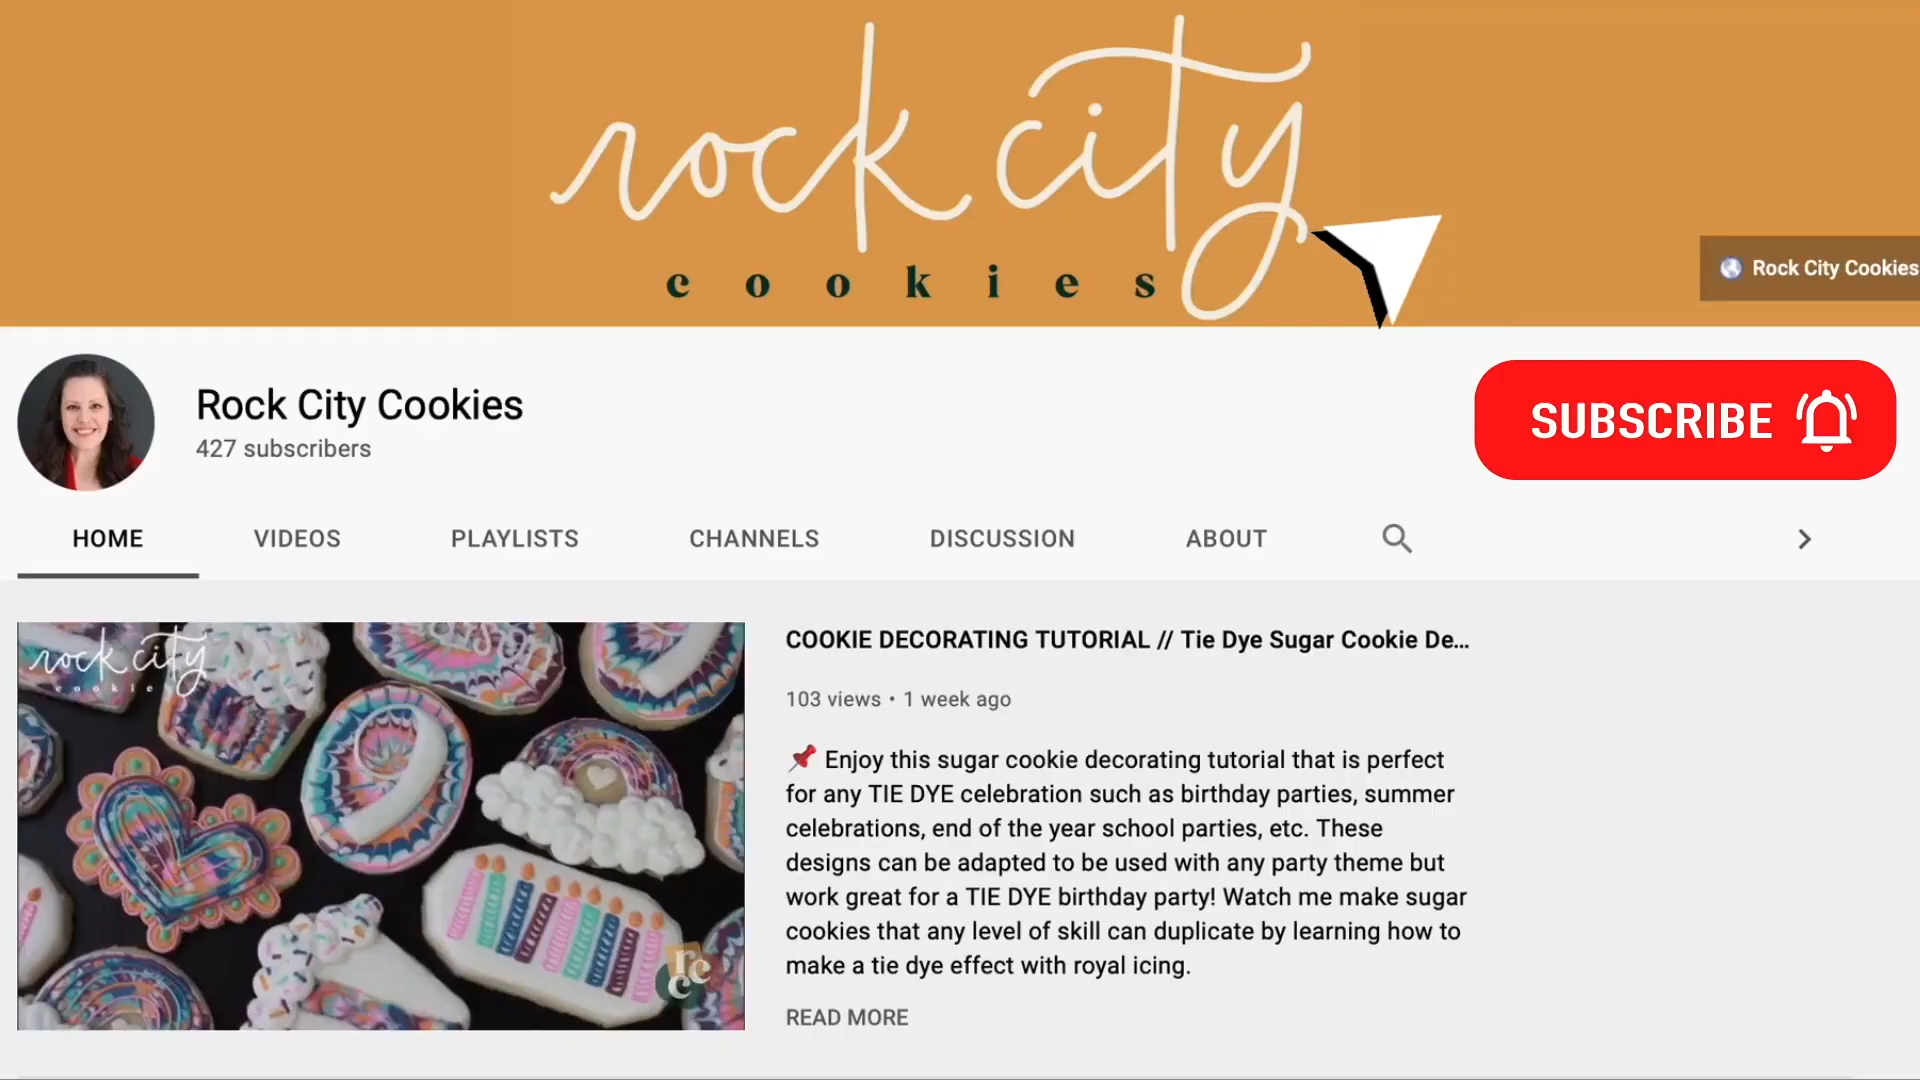 rock city
cookies
Rock City Cookies
Rock City Cookies
427 subscribers
SUBSCRIBE
HOME VIDEOS PLAYLISTS CHANNELS DISCUSSION ABOUT
rock city
cookie
rcc
COOKIE DECORATING TUTORIAL // Tie Dye Sugar Cookie De...
103 views • 1 week ago
📌 Enjoy this sugar cookie decorating tutorial that is perfect
for any TIE DYE celebration such as birthday parties, summer
celebrations, end of the year school parties, etc. These
designs can be adapted to be used with any party theme but
work great for a TIE DYE birthday party! Watch me make sugar
cookies that any level of skill can duplicate by learning how to
make a tie dye effect with royal icing.
READ MORE